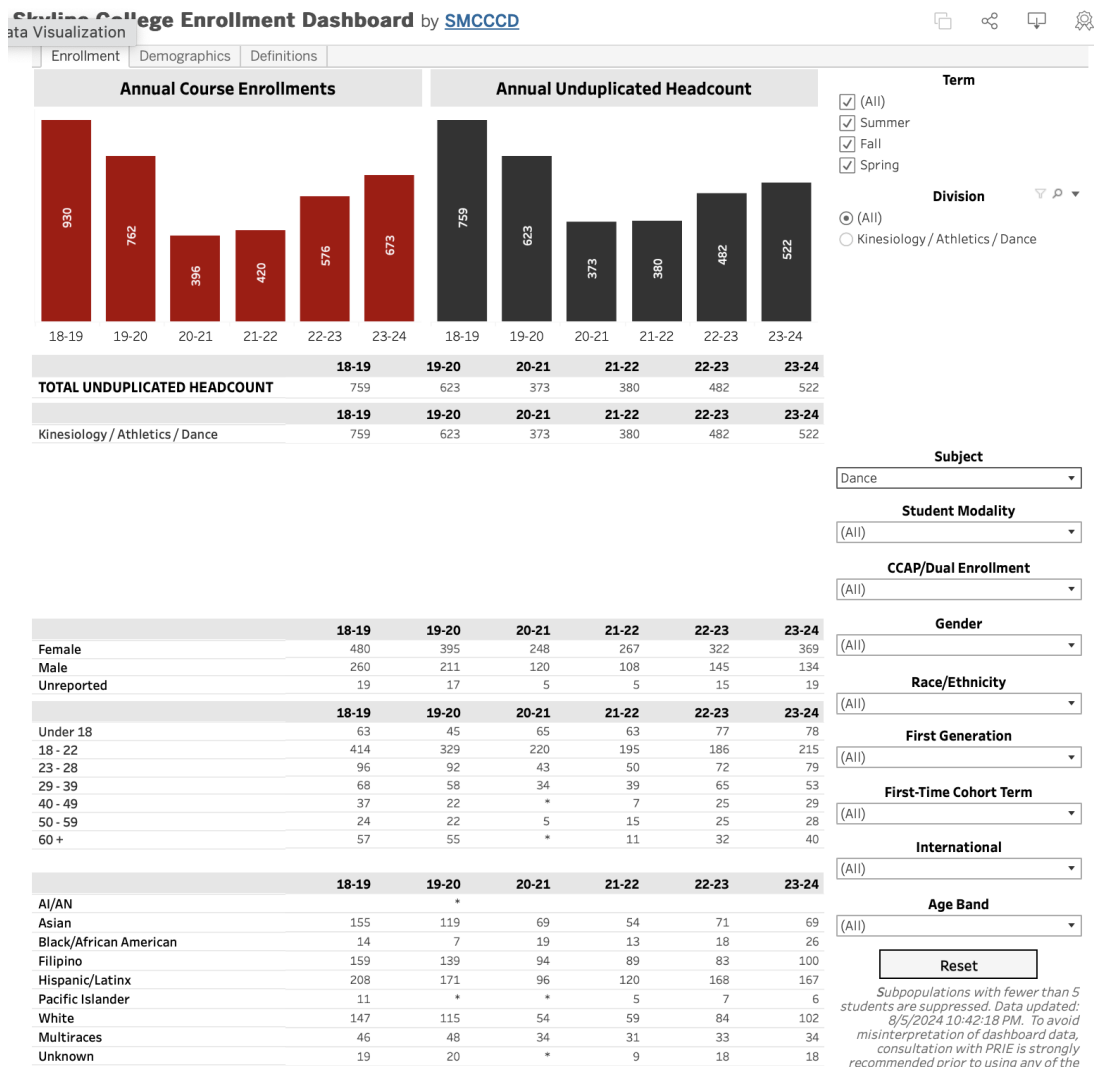 Skyline College Enrollment Dashboard by SMCCCD
ata Visualization
Enrollment Demographics Definitions
Annual Course Enrollments
Annual Unduplicated Headcount
930 762 396 420 576 673
759 623 373 380 482 522
18-19 19-20 20-21 21-22 22-23 23-24
18-19 19-20 20-21 21-22 22-23 23-24
18-19 19-20 20-21 21-22 22-23 23-24
TOTAL UNDUPLICATED HEADCOUNT 759 623 373 380 482 522
18-19 19-20 20-21 21-22 22-23 23-24
Kinesiology / Athletics / Dance 759 623 373 380 482 522
18-19 19-20 20-21 21-22 22-23 23-24
Female 480 395 248 267 322 369
Male 260 211 120 108 145 134
Unreported 19 17 5 5 15 19
18-19 19-20 20-21 21-22 22-23 23-24
Under 18 63 45 65 63 77 78
18 - 22 414 329 220 195 186 215
23 - 28 96 92 43 50 72 79
29 - 39 68 58 34 39 65 53
40 - 49 37 22 * 7 25 29
50 - 59 24 22 5 15 25 28
60 + 57 55 * 11 32 40
18-19 19-20 20-21 21-22 22-23 23-24
AI/AN *
Asian 155 119 69 54 71 69
Black/African American 14 7 19 13 18 26
Filipino 159 139 94 89 83 100
Hispanic/Latinx 208 171 96 120 168 167
Pacific Islander 11 * * 5 7 6
White 147 115 54 59 84 102
Multiraces 46 48 34 31 33 34
Unknown 19 20 * 9 18 18
Term
(All)
Summer
Fall
Spring
Division
(All)
Kinesiology / Athletics / Dance
Subject
Dance
Student Modality
(All)
CCAP/Dual Enrollment
(All)
Gender
(All)
Race/Ethnicity
(All)
First Generation
(All)
First-Time Cohort Term
(All)
International
(All)
Age Band
(All)
Reset
Subpopulations with fewer than 5
students are suppressed. Data updated:
8/5/2024 10:42:18 PM. To avoid
misinterpretation of dashboard data,
consultation with PRIE is strongly
recommended prior to using any of the